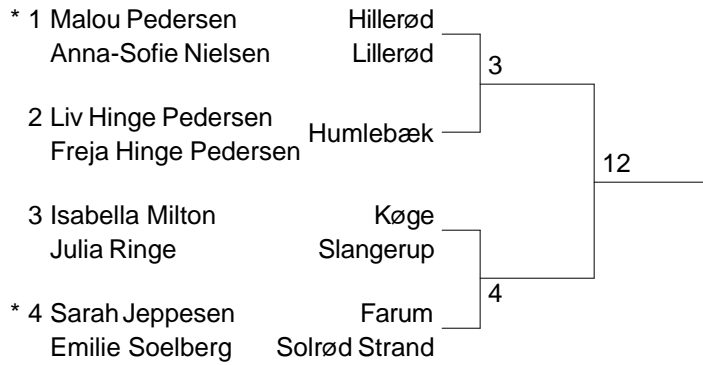 * 1 Malou Pedersen Hillerød
Anna-Sofie Nielsen Lillerød
3
2 Liv Hinge Pedersen
Humlebæk
Freja Hinge Pedersen
12
3 Isabella Milton Køge
Julia Ringe Slangerup
4
* 4 Sarah Jeppesen Farum
Emilie Soelberg Solrød Strand